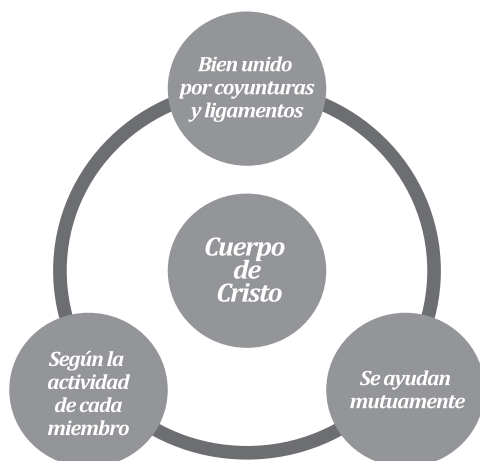 Bien unido
por coyunturas
y ligamentos
Cuerpo
de
Cristo
Según la
actividad
de cada
miembro
Se ayudan
mutuamente